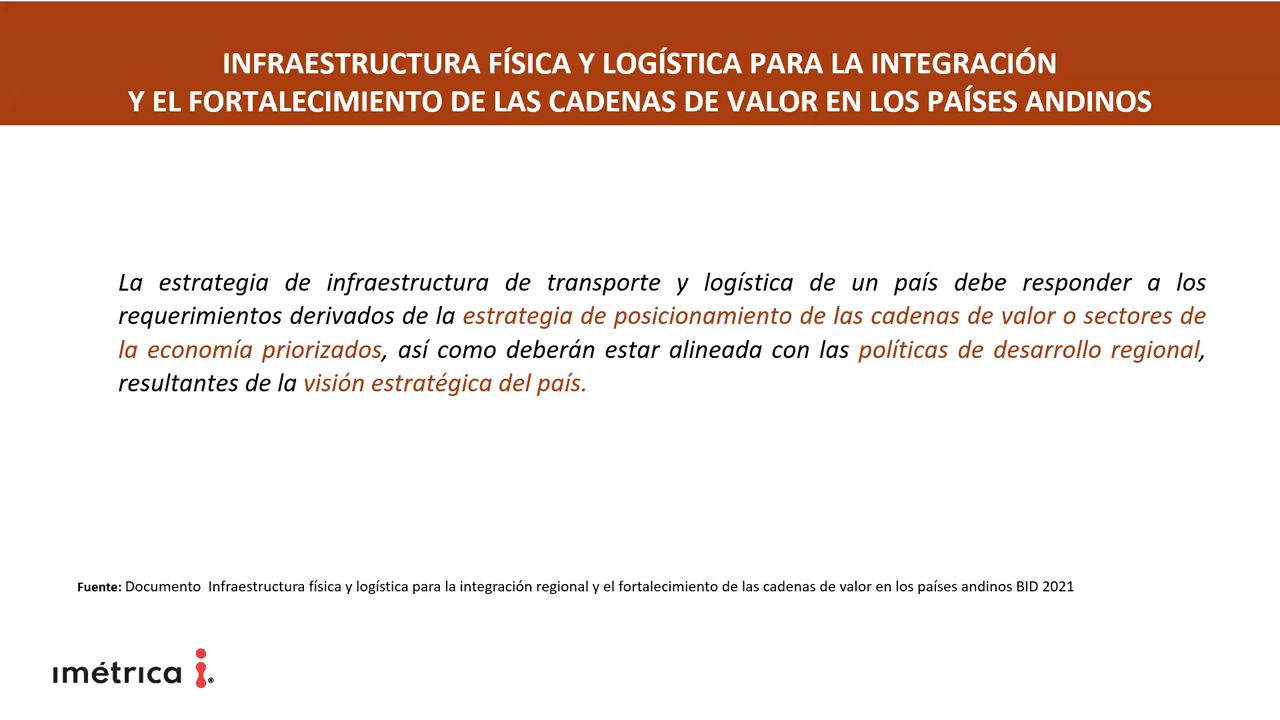 INFRAESTRUCTURA FÍSICA Y LOGÍSTICA PARA LA INTEGRACIÓN
Y EL FORTALECIMIENTO DE LAS CADENAS DE VALOR EN LOS PAÍSES ANDINOS
La estrategia de infraestructura de transporte y logística de un país debe responder a los
requerimientos derivados de la estrategia de posicionamiento de las cadenas de valor o sectores de
la economía priorizados, así como deberán estar alineada con las políticas de desarrollo regional,
resultantes de la visión estratégica del país.
Fuente: Documento Infraestructura física y logística para la integración regional y el fortalecimiento de las cadenas de valor en los países andinos BID 2021
ımétrıca ®